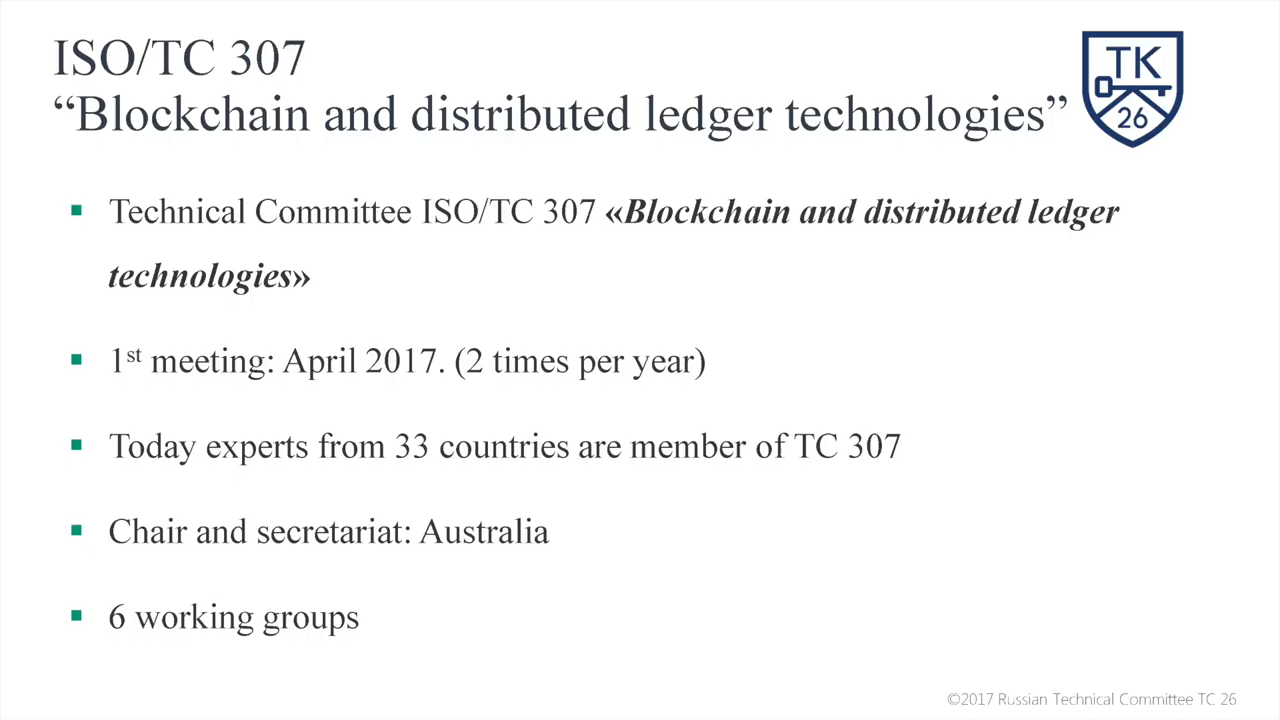 ISO/TC 307
“Blockchain and distributed ledger technologies”
TK
26
▪ Technical Committee ISO/TC 307 «Blockchain and distributed ledger
technologies»
▪ 1st meeting: April 2017. (2 times per year)
▪ Today experts from 33 countries are member of TC 307
▪ Chair and secretariat: Australia
▪ 6 working groups
©2017 Russian Technical Committee TC 26